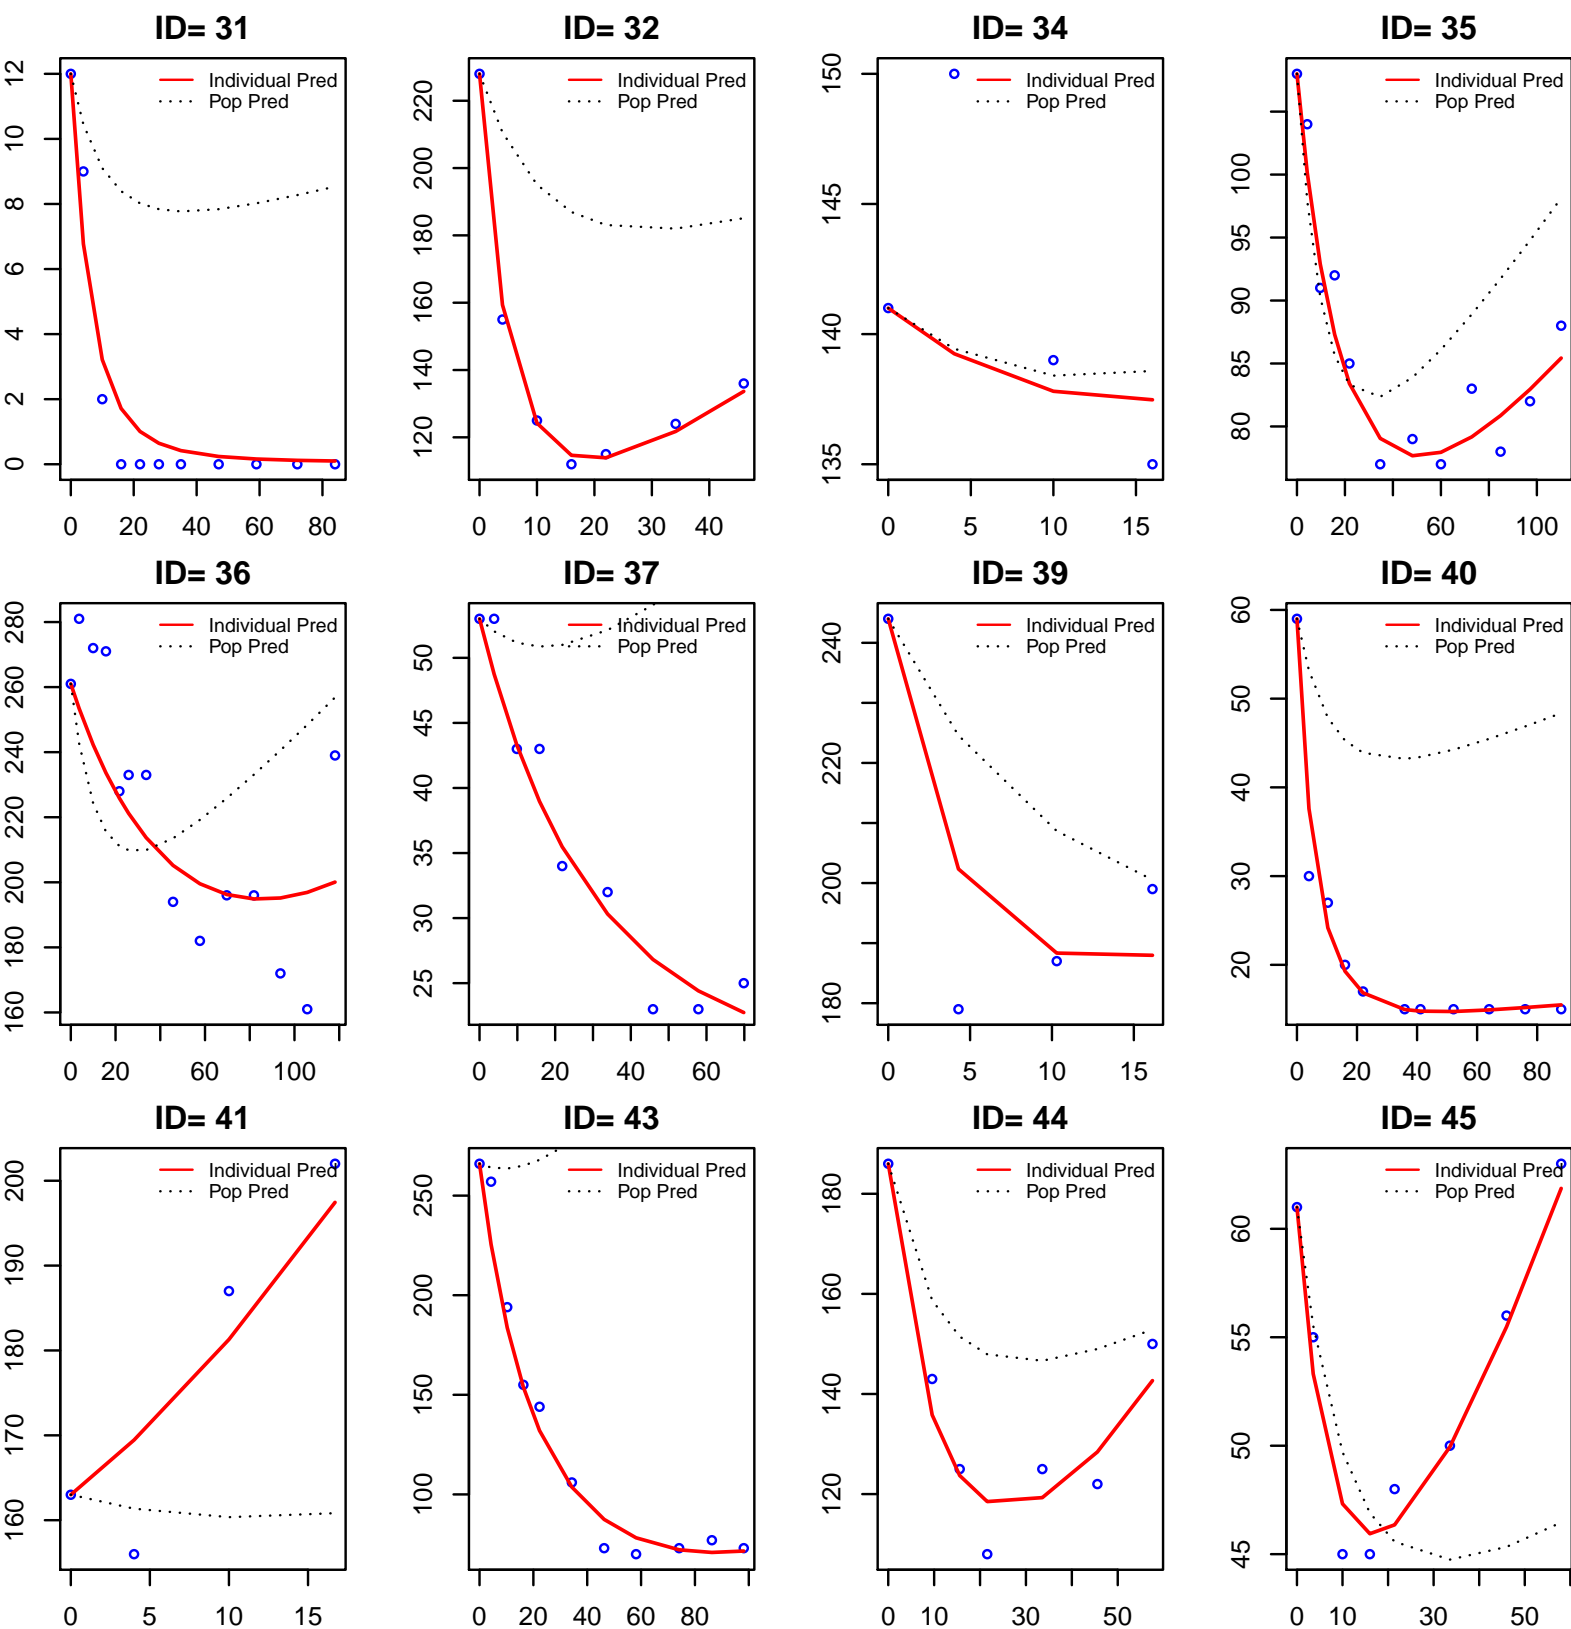 ID= 31
Individual Pred
Pop Pred
0 2 4 6 8 10 12
0 20 40 60 80
ID= 32
Individual Pred
Pop Pred
120 140 160 180 200 220
0 10 20 30 40
ID= 34
Individual Pred
Pop Pred
135 140 145 150
0 5 10 15
ID= 35
Individual Pred
Pop Pred
80 85 90 95 100
0 20 60 100
ID= 36
Individual Pred
Pop Pred
160 180 200 220 240 260 280
0 20 60 100
ID= 37
Individual Pred
Pop Pred
25 30 35 40 45 50
0 20 40 60
ID= 39
Individual Pred
Pop Pred
180 200 220 240
0 5 10 15
ID= 40
Individual Pred
Pop Pred
20 30 40 50 60
0 20 40 60 80
ID= 41
Individual Pred
Pop Pred
160 170 180 190 200
0 5 10 15
ID= 43
Individual Pred
Pop Pred
100 150 200 250
0 20 40 60 80
ID= 44
Individual Pred
Pop Pred
120 140 160 180
0 10 30 50
ID= 45
Individual Pred
Pop Pred
45 50 55 60
0 10 30 50